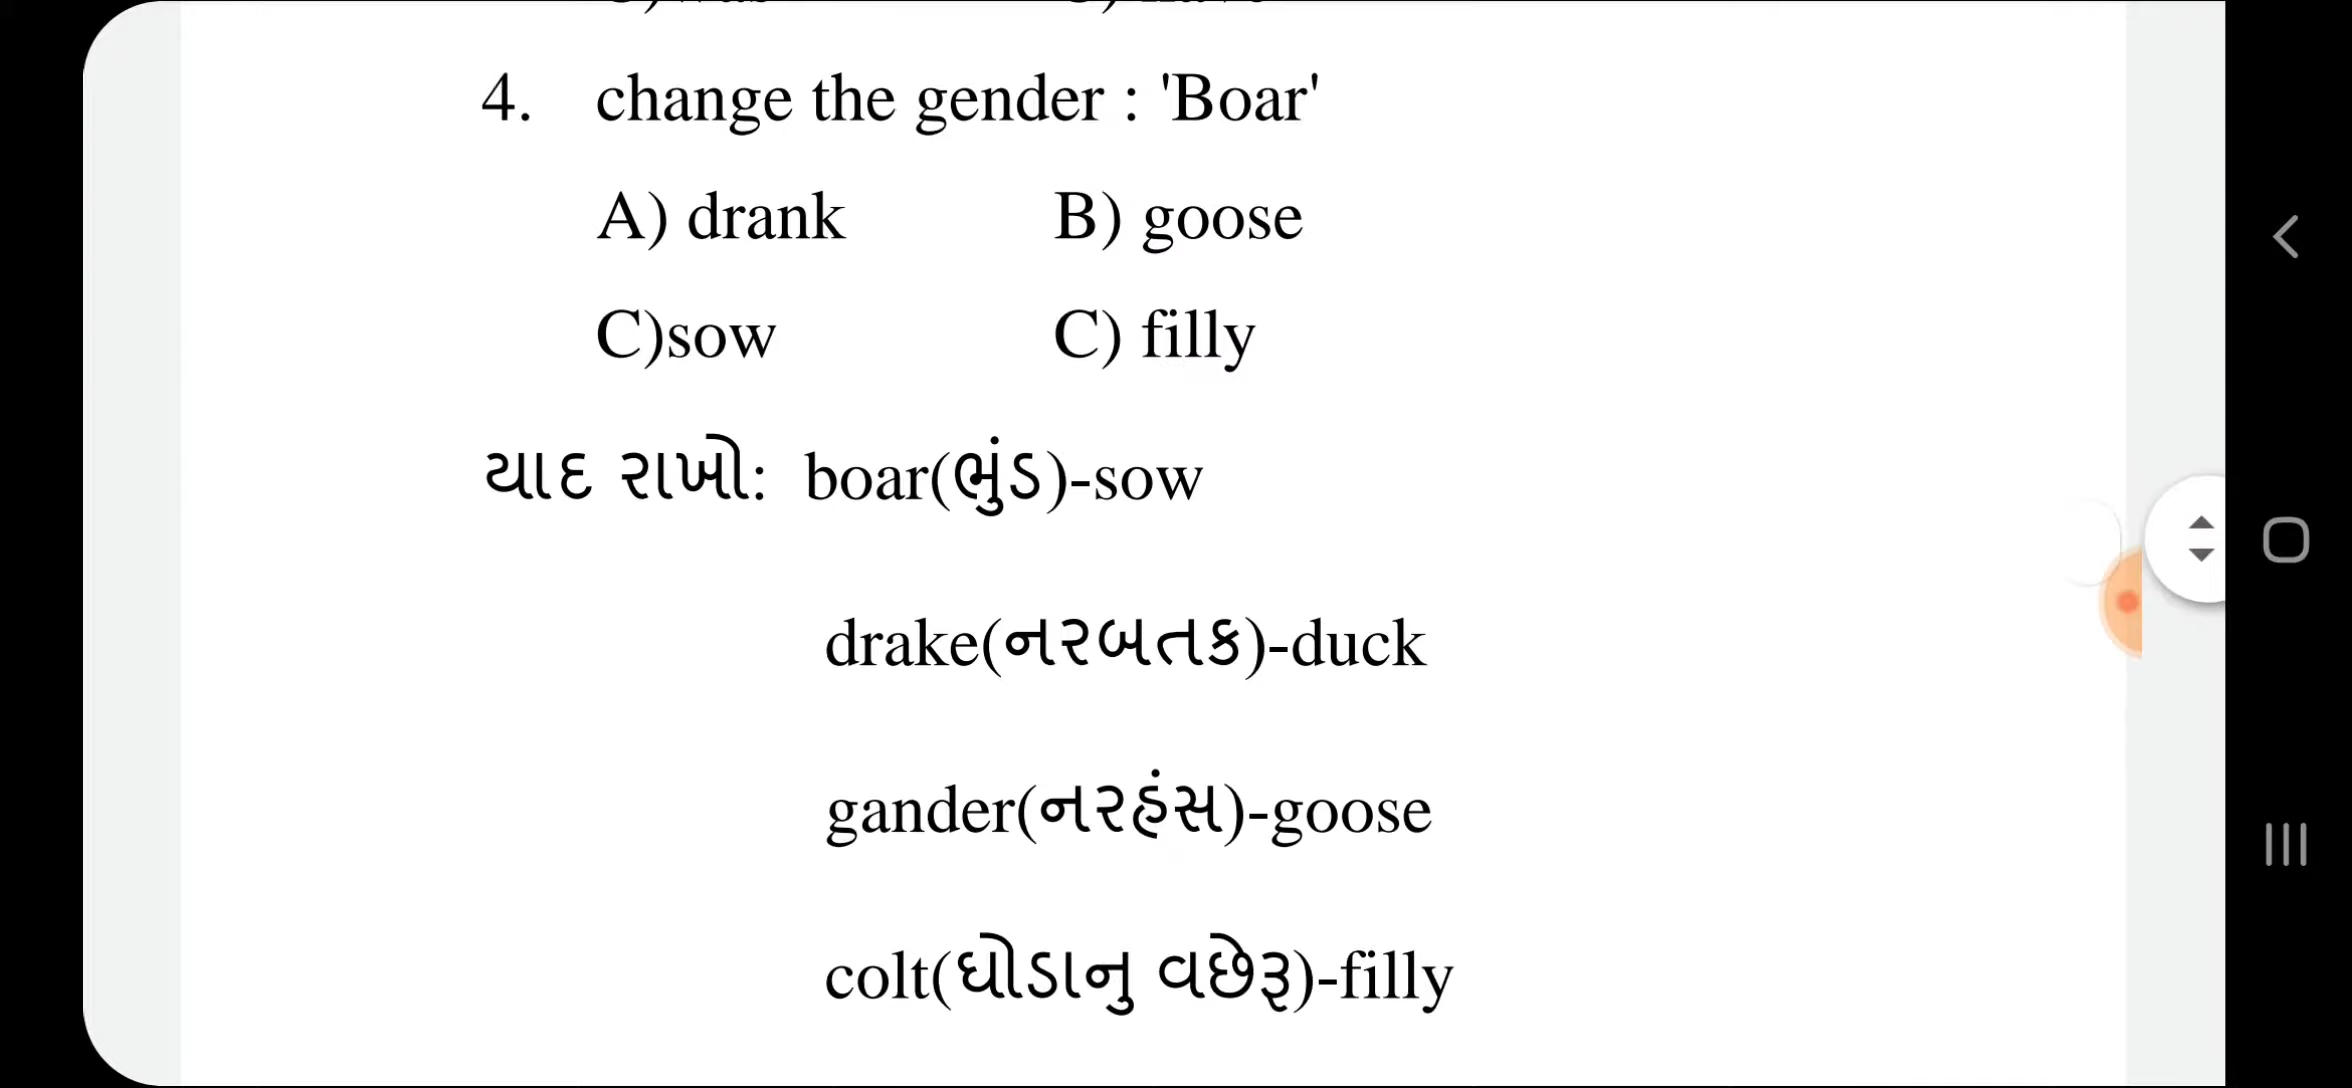 4. change the gender : 'Boar'
A) drank B) goose
C)sow C) filly
યાદ રાખો: boar(ભુંડ)-sow
drake(નરબતક)-duck
gander(નરહંસ)-goose
colt(ઘોડાનુ વછેરૂ)-filly